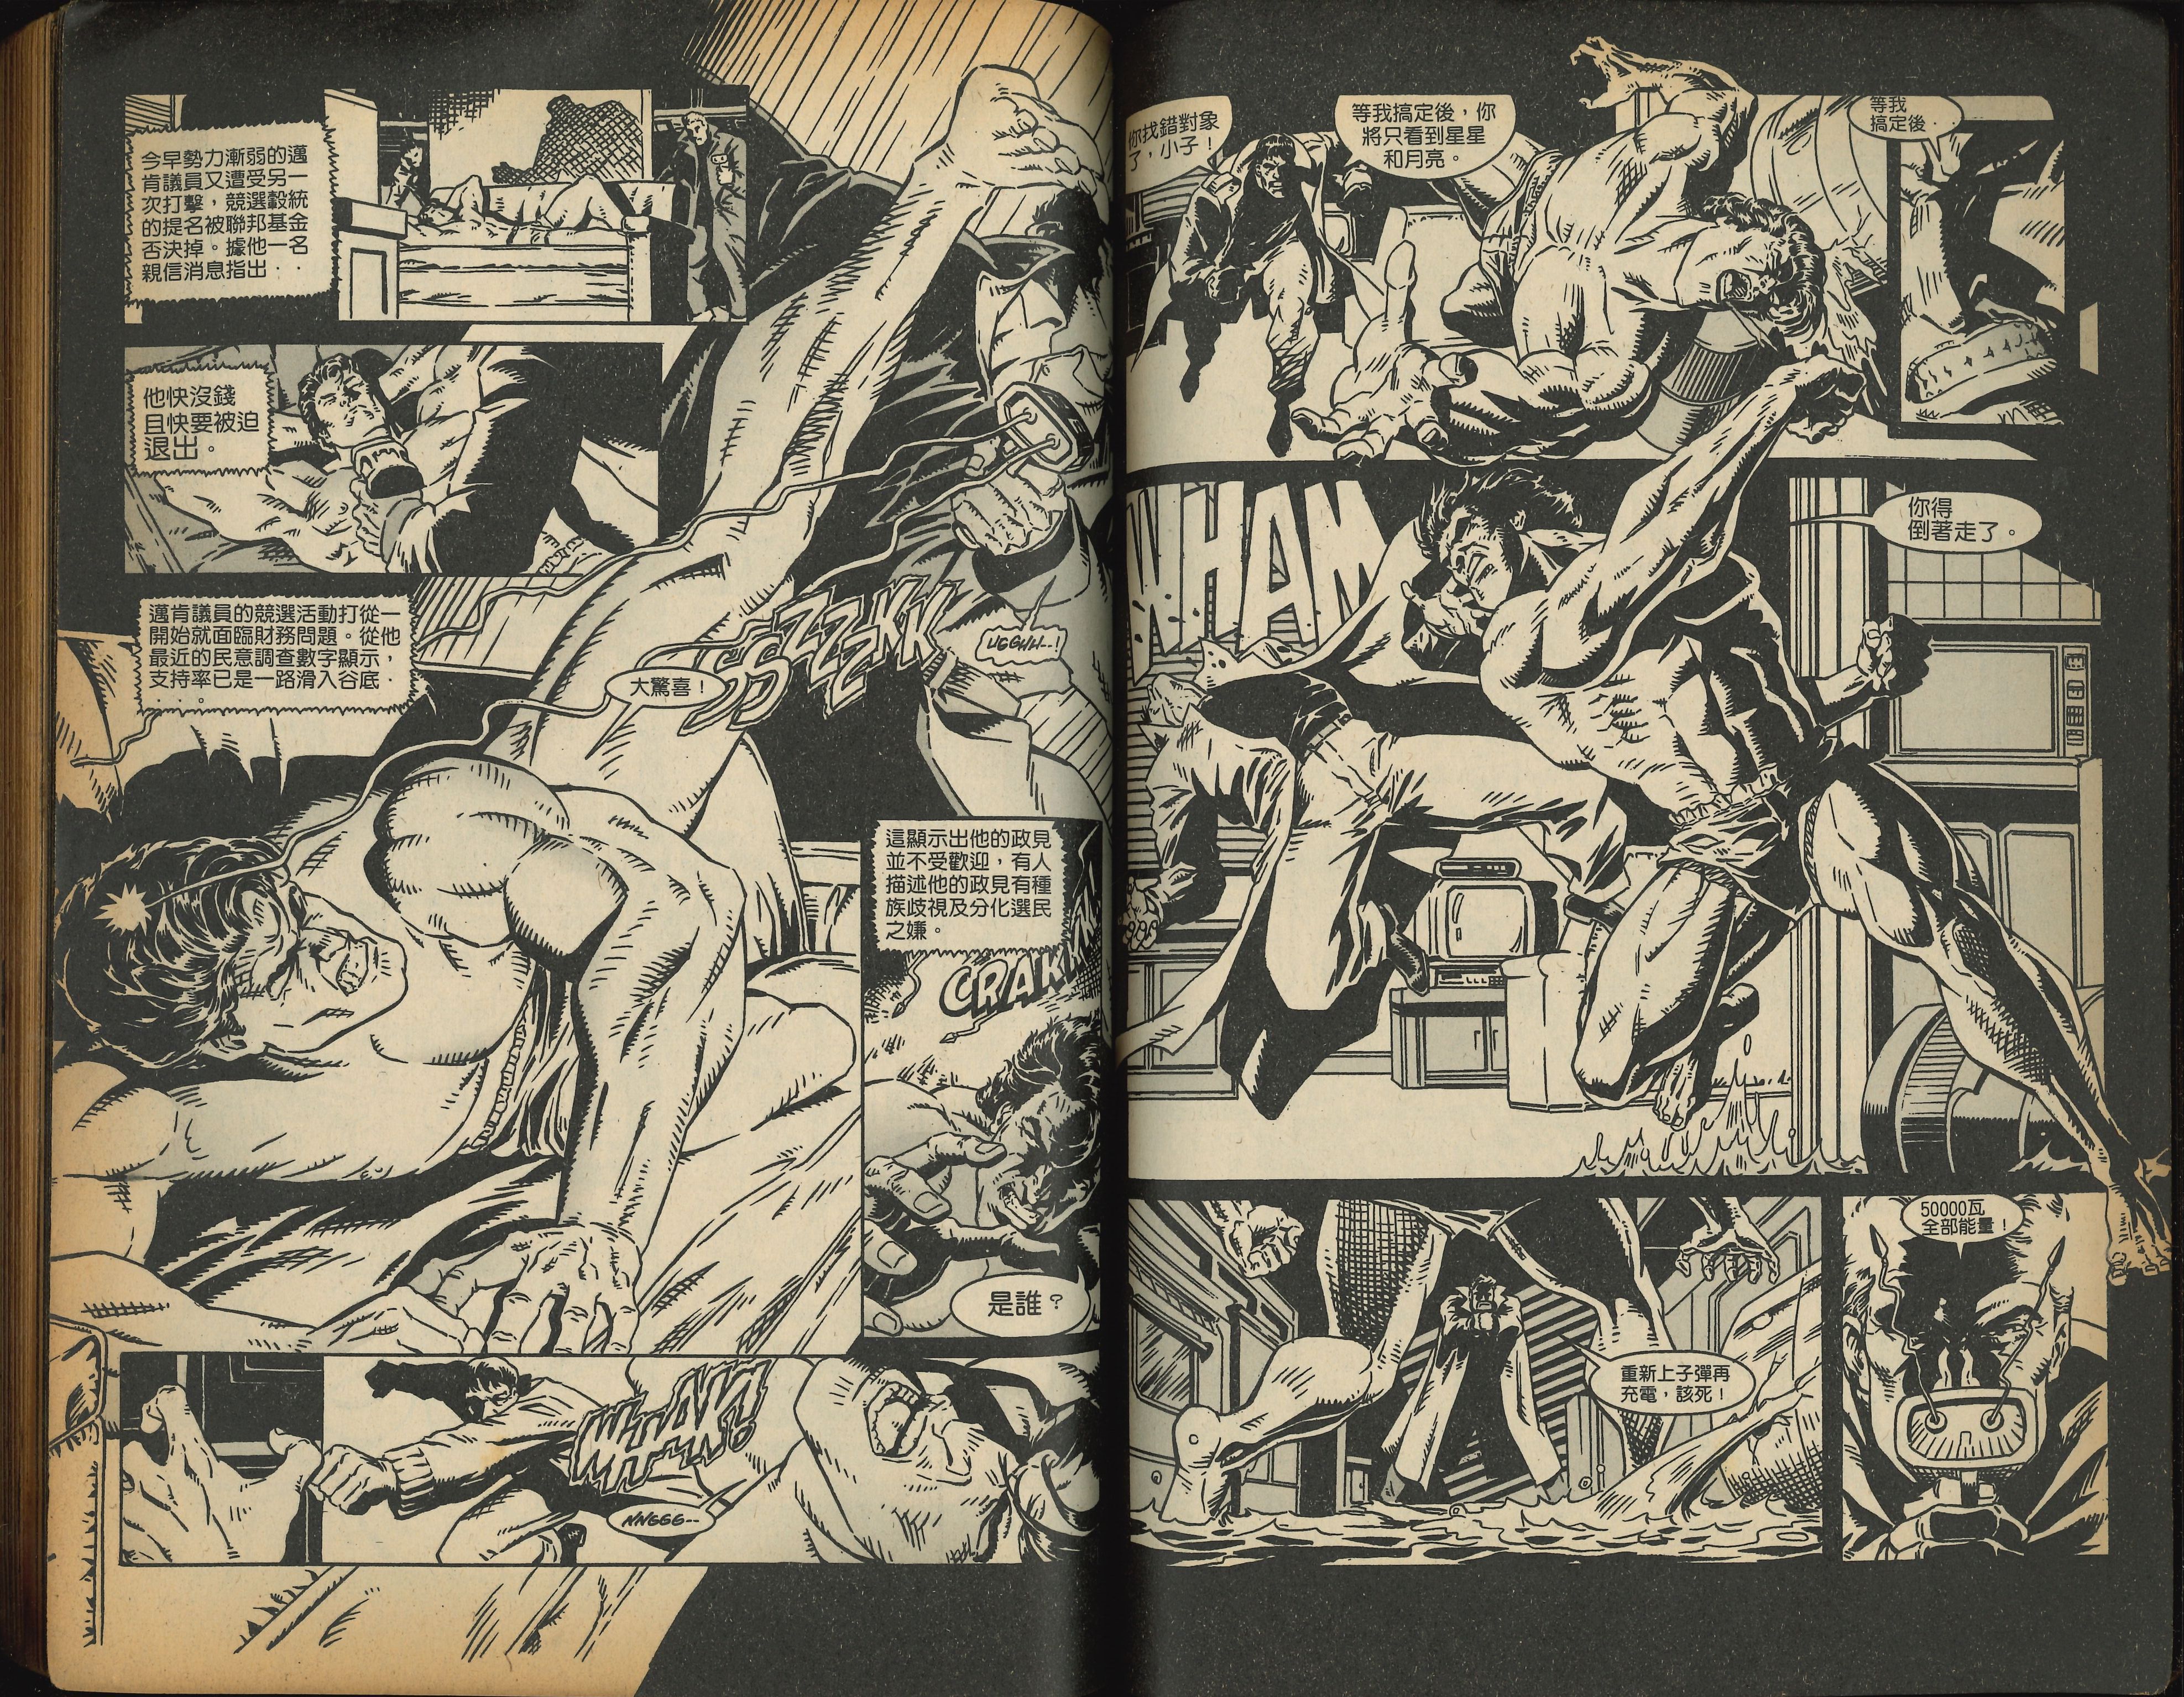 今早勢力漸弱的邁
肯議員又遭受另一
次打擊，競選穀統
的提名被聯邦基金
否決掉。據他一名
親信消息指出．．
他快沒錢
且快要被迫
退出。
邁肯議員的競選活動打從一
開始就面臨財務問題。從他
最近的民意調查數字顯示，
支持率已是一路滑入谷底．
．．。
大驚喜！
SSZZZKK
UGGHH--!
這顯示出他的政見
並不受歡迎，有人
描述他的政見有種
族歧視及分化選民
之嫌。
是誰？
NNGGG--
你找錯對象
了，小子！
等我搞定後，你
將只看到星星
和月亮。
等我
搞定後．
WHAM
你得
倒著走了。
重新上子彈再
充電，該死！
50000瓦
全部能量！